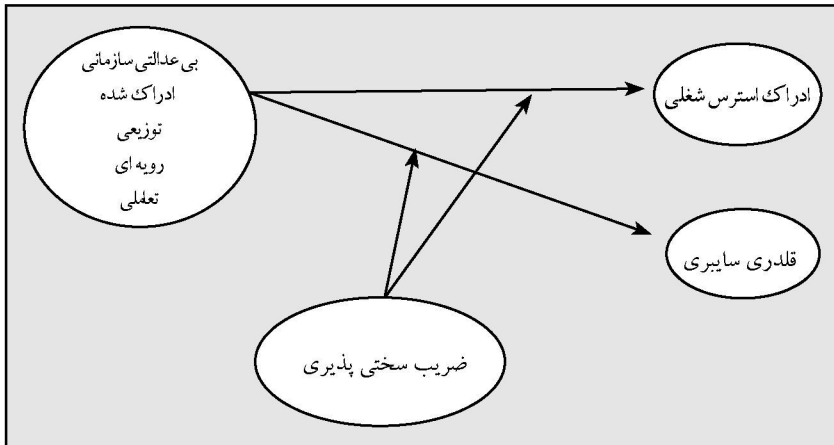 بی عدالتی سازمانی
ادراک شده
توزیعی
رویه ای
تعاملی
ادراک استرس شغلی
قلدری سایبری
ضریب سختی پذیری